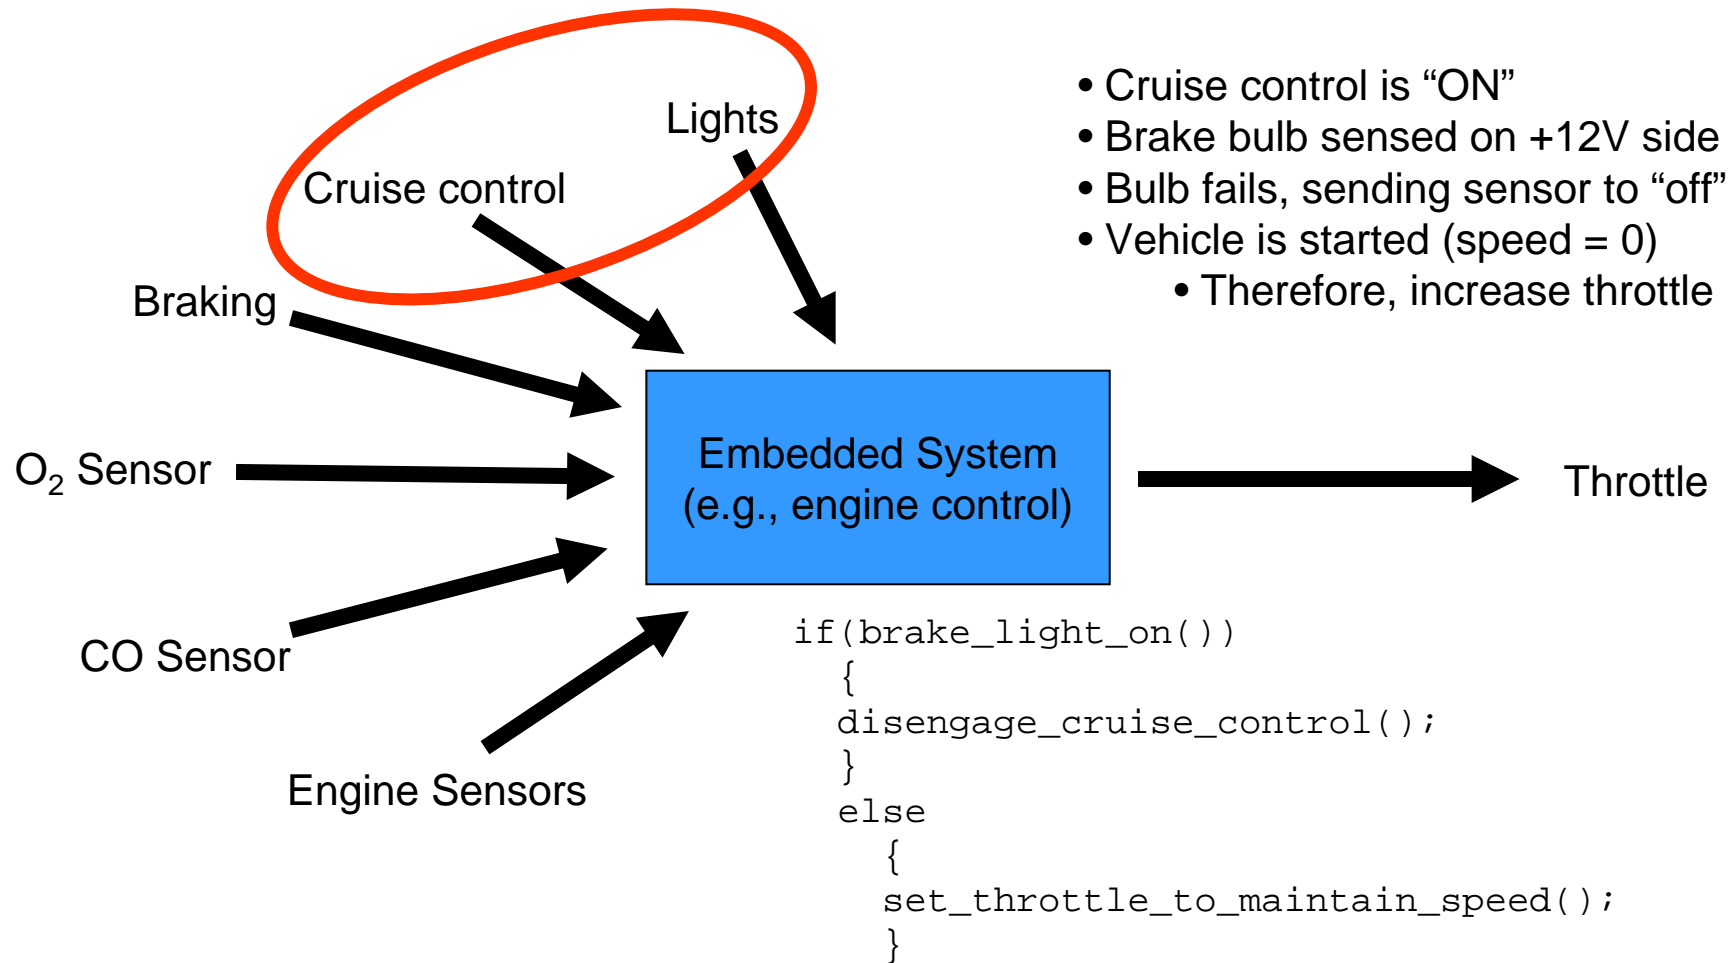 Lights
Cruise control
Braking
O₂ Sensor
CO Sensor
Engine Sensors
• Cruise control is “ON”
• Brake bulb sensed on +12V side
• Bulb fails, sending sensor to “off”
• Vehicle is started (speed = 0)
• Therefore, increase throttle
Embedded System
(e.g., engine control)
Throttle
if(brake_light_on())
{
disengage_cruise_control();
}
else
{
set_throttle_to_maintain_speed();
}